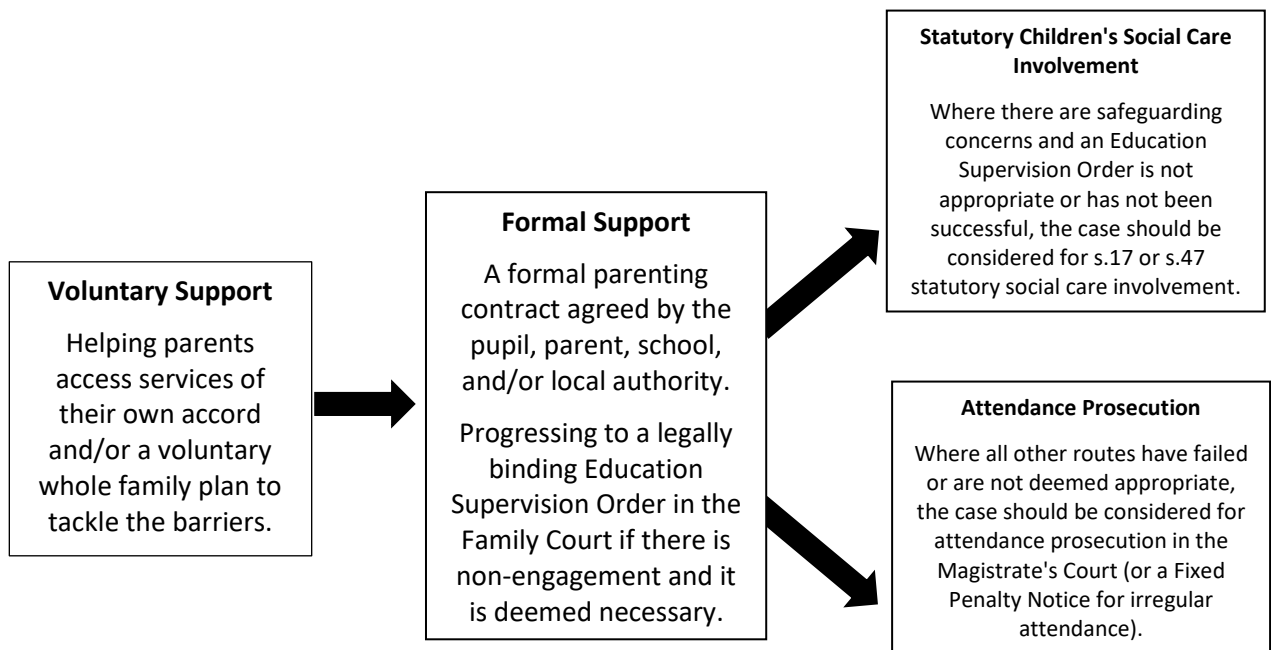 Voluntary Support
Helping parents
access services of
their own accord
and/or a voluntary
whole family plan to
tackle the barriers.
Formal Support
A formal parenting
contract agreed by the
pupil, parent, school,
and/or local authority.
Progressing to a legally
binding Education
Supervision Order in the
Family Court if there is
non-engagement and it
is deemed necessary.
Statutory Children's Social Care
Involvement
Where there are safeguarding
concerns and an Education
Supervision Order is not
appropriate or has not been
successful, the case should be
considered for s.17 or s.47
statutory social care involvement.
Attendance Prosecution
Where all other routes have failed
or are not deemed appropriate,
the case should be considered for
attendance prosecution in the
Magistrate's Court (or a Fixed
Penalty Notice for irregular
attendance).